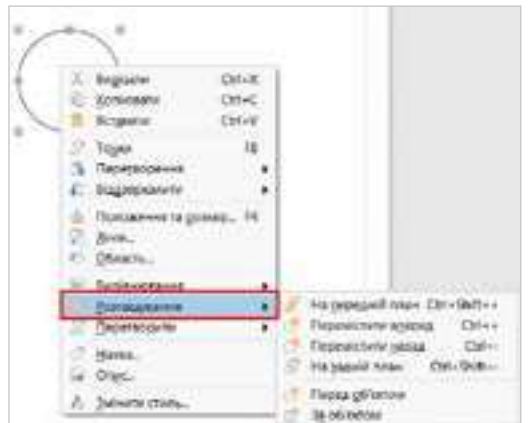 Вирізати Ctrl+X
Копіювати Ctrl+C
Вставити Ctrl+V
Точки F8
Перетворення
Віддзеркалити
Положення та розмір... F4
Лінія...
Область...
Вирівнювання
Розташування
Перетворити
Назва...
Опис...
Змінити стиль...
На передній план Ctrl+Shift++
Перемістити вперед Ctrl++
Перемістити назад Ctrl+-
На задній план Ctrl+Shift+-
Перед об'єктом
За об'єктом